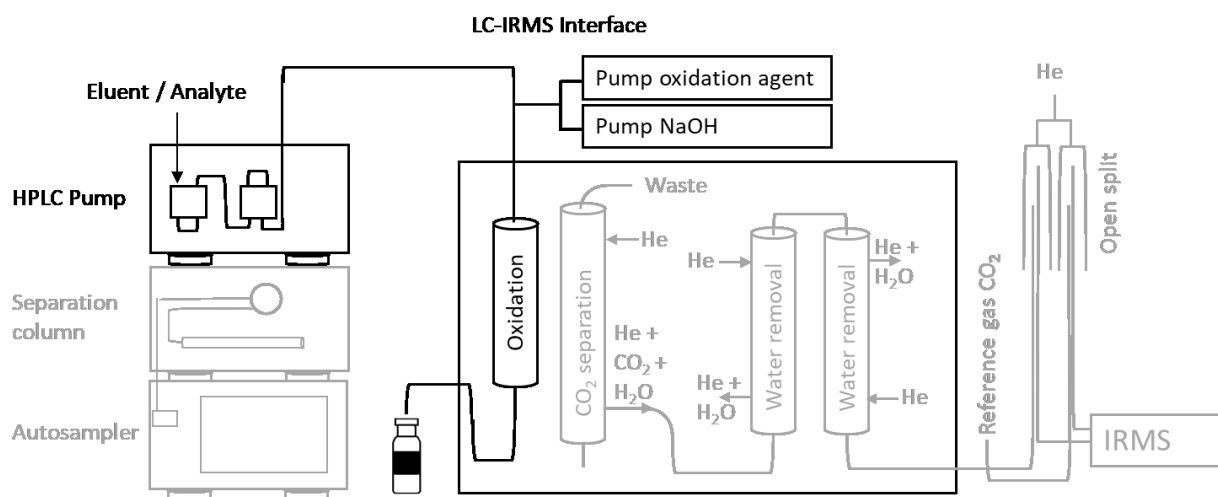 LC-IRMS Interface
Eluent / Analyte
Pump oxidation agent
Pump NaOH
HPLC Pump
Separation
column
Autosampler
Oxidation
CO₂ separation
Waste
He
He +
CO₂ +
H₂O
He
He +
H₂O
Water removal
Water removal
He +
H₂O
He
Reference gas CO₂
He
Open split
IRMS